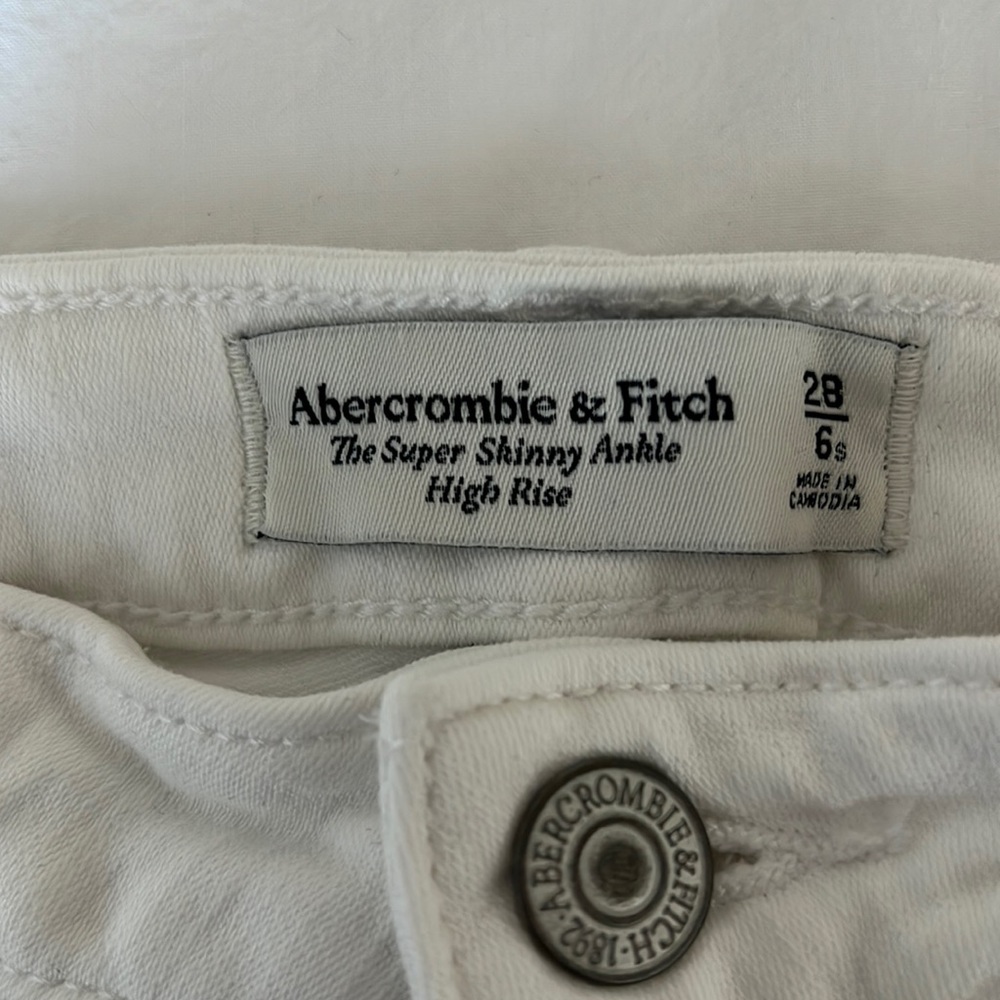 Abercrombie & Fitch
The Super Skinny Ankle
High Rise
28
6s
MADE IN
CAMBODIA
ABERCROMBIE & FITCH · 1892 ·